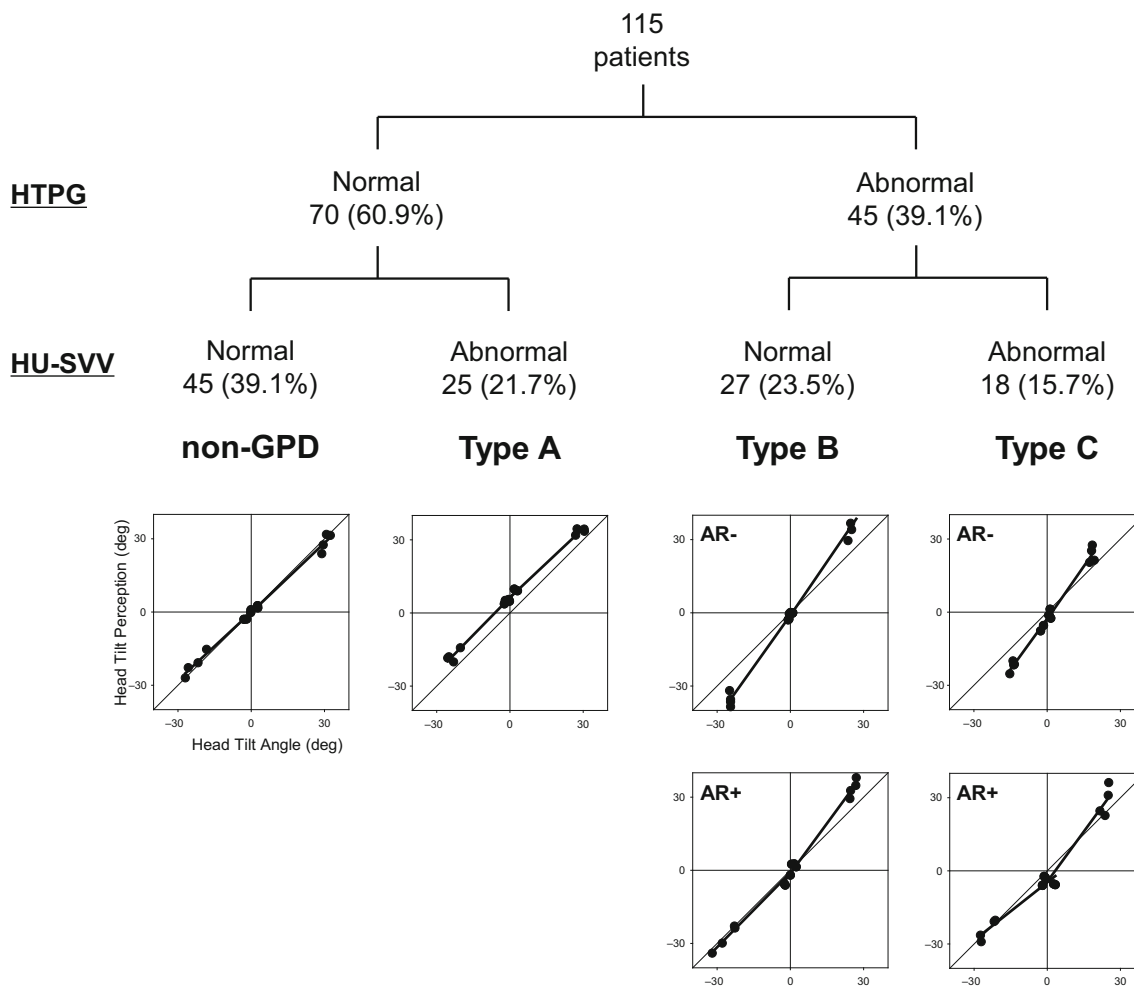 115
patients
HTPG
Normal
70 (60.9%)
Abnormal
45 (39.1%)
HU-SVV
Normal
45 (39.1%)
Abnormal
25 (21.7%)
Normal
27 (23.5%)
Abnormal
18 (15.7%)
non-GPD
Type A
Type B
Type C
Head Tilt Perception (deg)
30
0
–30
–30
0
30
Head Tilt Angle (deg)
30
0
–30
–30
0
30
AR-
30
0
–30
–30
0
30
AR-
30
0
–30
–30
0
30
AR+
30
0
–30
–30
0
30
AR+
30
0
–30
–30
0
30